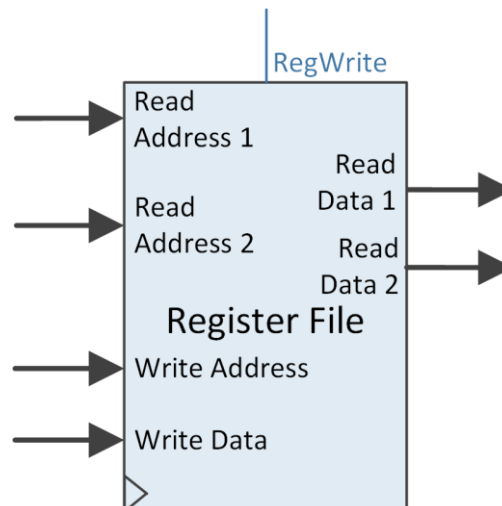 RegWrite
Read
Address 1
Read
Data 1
Read
Address 2
Read
Data 2
Register File
Write Address
Write Data